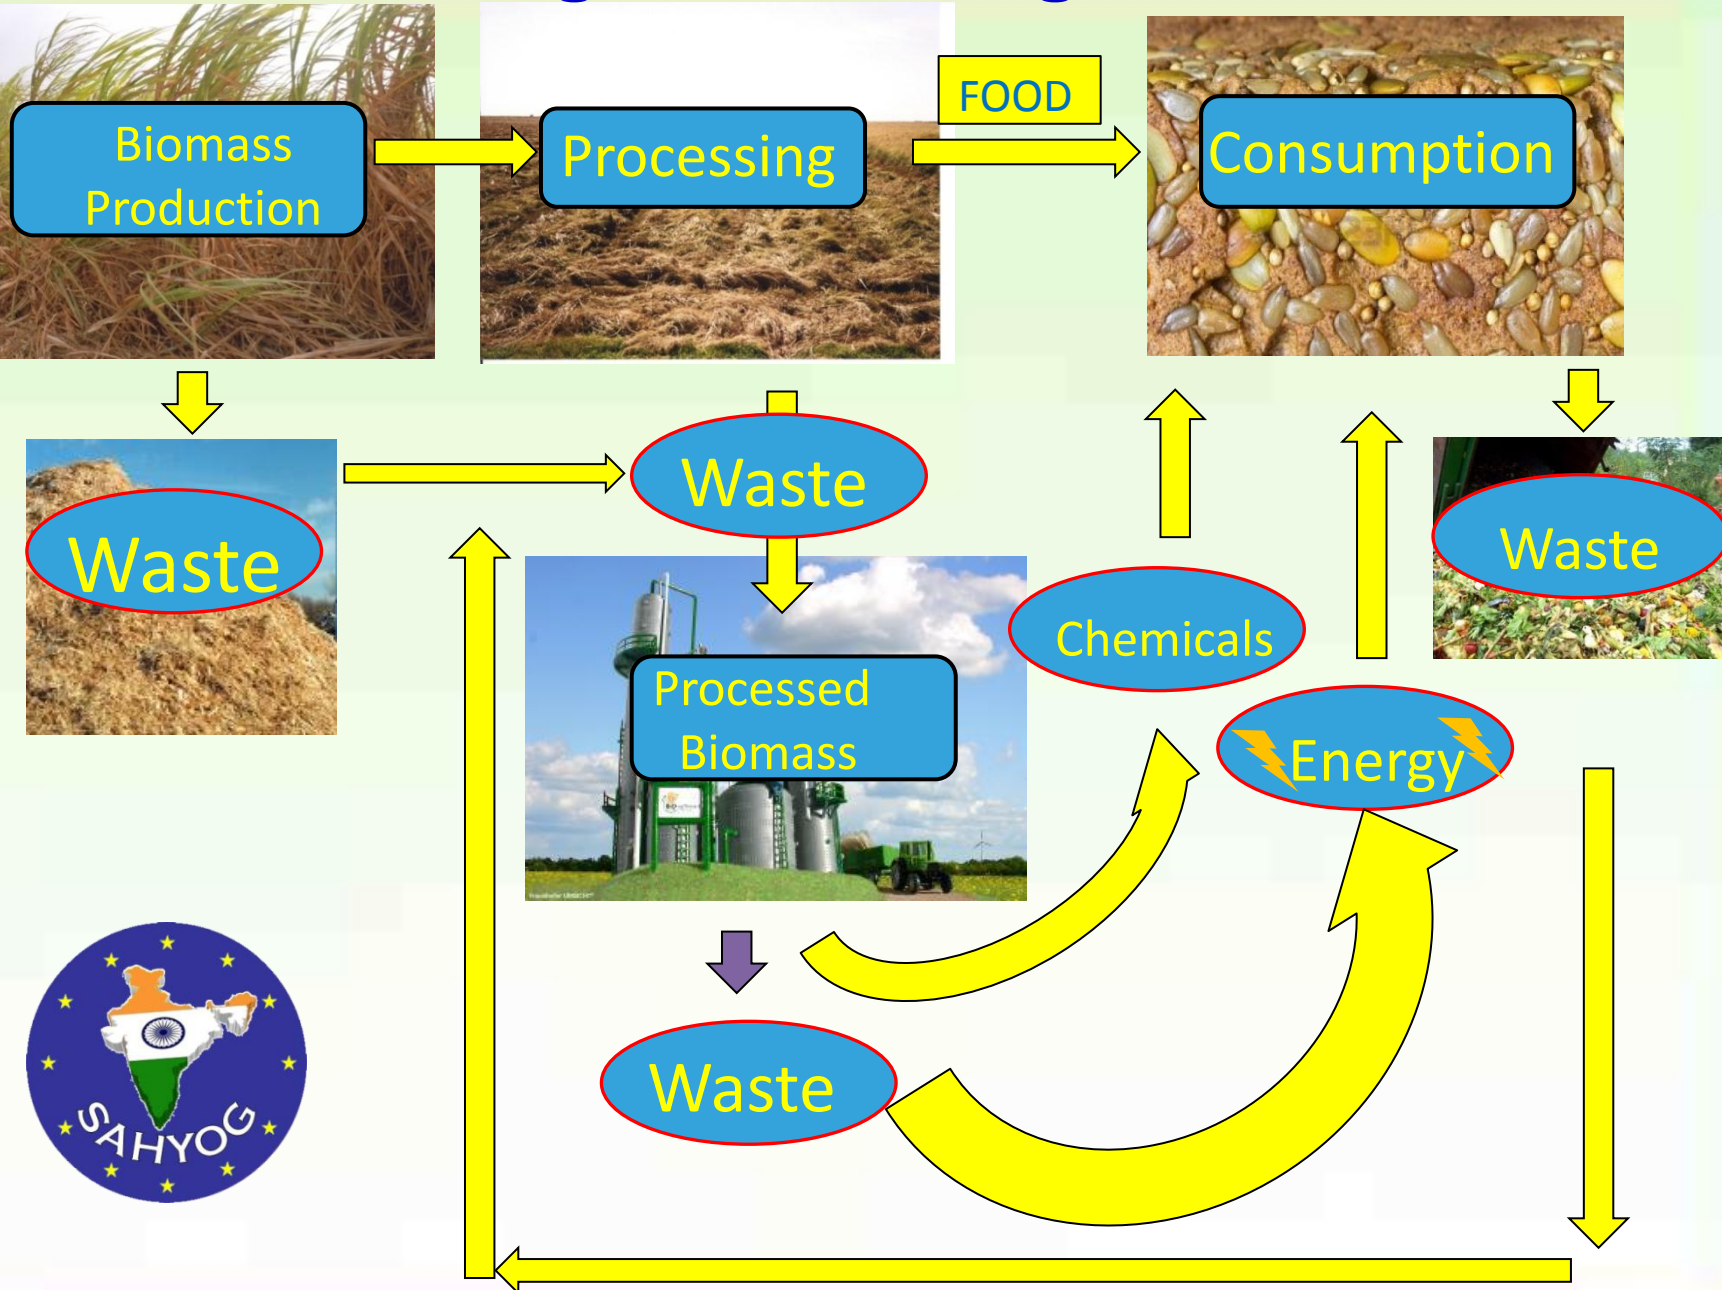 Biomass
Production
Processing
FOOD
Consumption
Waste
Waste
Waste
Chemicals
Processed
Biomass
Energy
Waste
SAHYOG